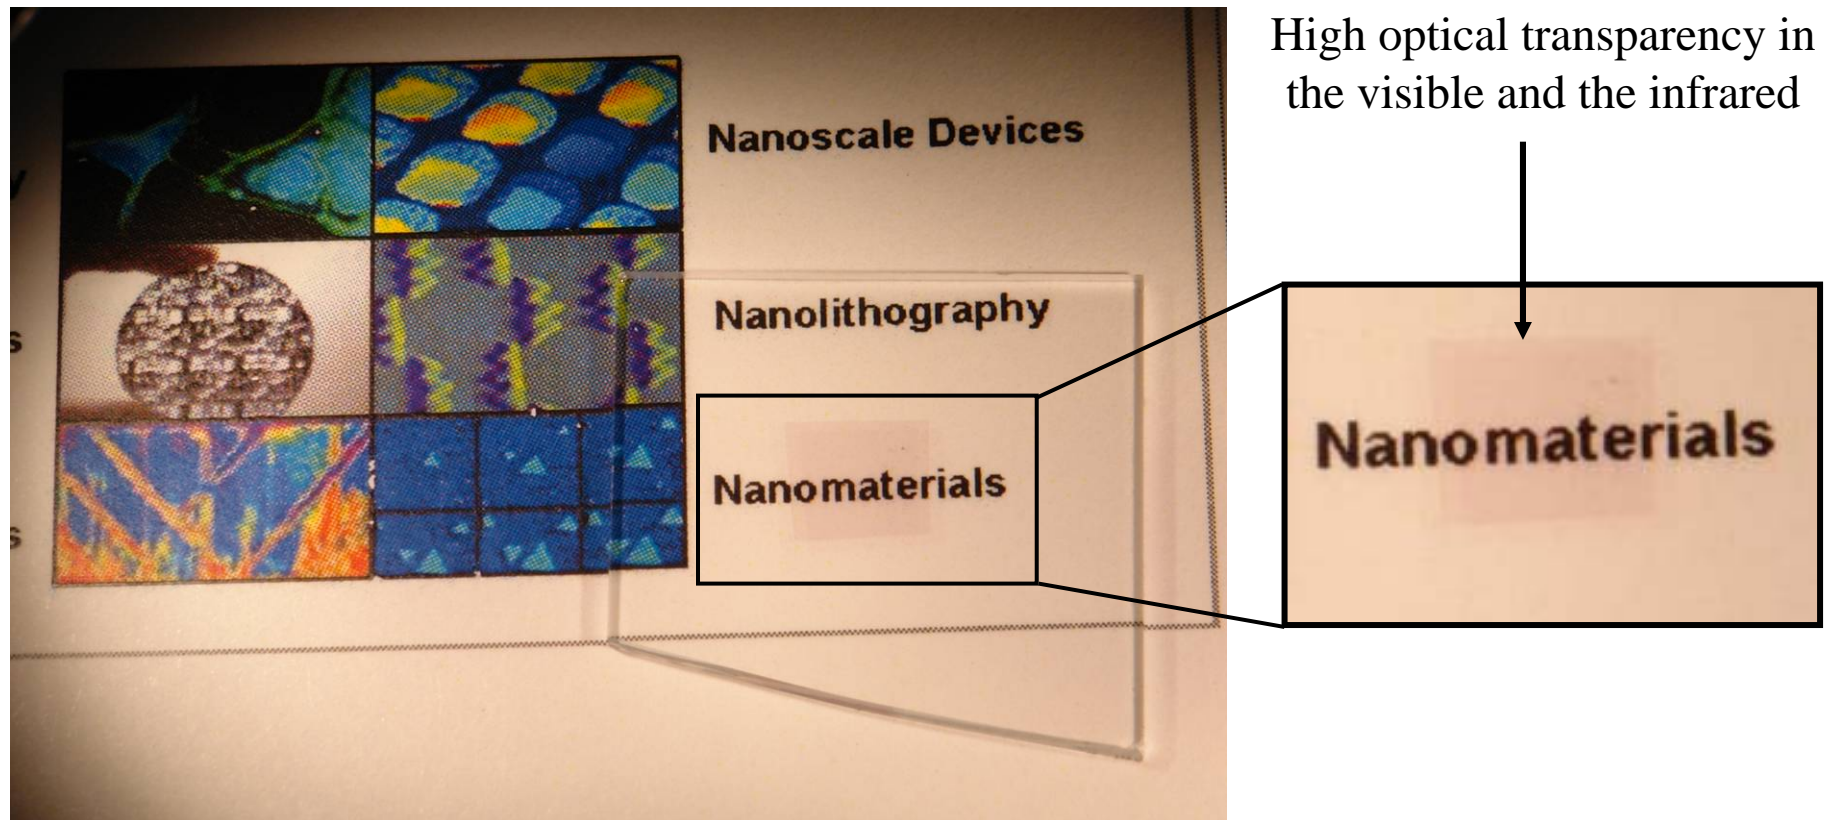 High optical transparency in
the visible and the infrared
Nanoscale Devices
Nanolithography
Nanomaterials
Nanomaterials
y
s
s